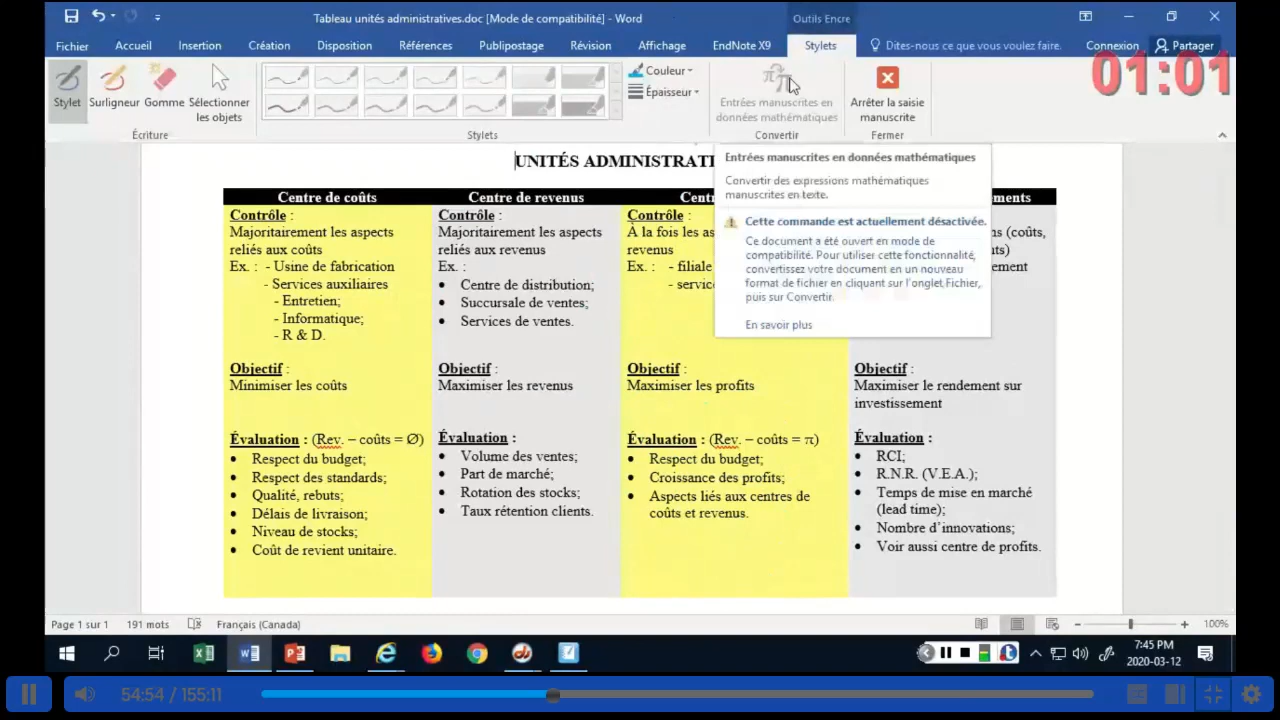 Tableau unités administratives.doc [Mode de compatibilité] - Word
Outils Encre
Fichier Accueil Insertion Création Disposition Références Publipostage Révision Affichage EndNote X9 Stylets Dites-nous ce que vous voulez faire. Connexion Partager
01:01
Stylet Surligneur Gomme Sélectionner les objets
Écriture
Couleur
Épaisseur
Stylets
Entrées manuscrites en données mathématiques
Convertir
Arrêter la saisie manuscrite
Fermer
Entrées manuscrites en données mathématiques
Convertir des expressions mathématiques
manuscrites en texte.
Cette commande est actuellement désactivée.
Ce document a été ouvert en mode de
compatibilité. Pour utiliser cette fonctionnalité,
convertissez votre document en un nouveau
format de fichier en cliquant sur l'onglet Fichier,
puis sur Convertir.
En savoir plus
UNITÉS ADMINISTRATI
Centre de coûts
Contrôle :
Majoritairement les aspects
reliés aux coûts
Ex. : - Usine de fabrication
- Services auxiliaires
- Entretien;
- Informatique;
- R & D.
Objectif :
Minimiser les coûts
Évaluation : (Rev. – coûts = Ø)
• Respect du budget;
• Respect des standards;
• Qualité, rebuts;
• Délais de livraison;
• Niveau de stocks;
• Coût de revient unitaire.
Centre de revenus
Contrôle :
Majoritairement les aspects
reliés aux revenus
Ex. :
• Centre de distribution;
• Succursale de ventes;
• Services de ventes.
Objectif :
Maximiser les revenus
Évaluation :
• Volume des ventes;
• Part de marché;
• Rotation des stocks;
• Taux rétention clients.
Centr
Contrôle :
À la fois les as
revenus
Ex. : - filiale
- servic
Objectif :
Maximiser les profits
Évaluation : (Rev. – coûts = π)
• Respect du budget;
• Croissance des profits;
• Aspects liés aux centres de
coûts et revenus.
ments
ns (coûts,
ts)
ement
Objectif :
Maximiser le rendement sur
investissement
Évaluation :
• RCI;
• R.N.R. (V.E.A.);
• Temps de mise en marché
(lead time);
• Nombre d'innovations;
• Voir aussi centre de profits.
Page 1 sur 1 191 mots Français (Canada) 100%
7:45 PM
2020-03-12
54:54 / 155:11